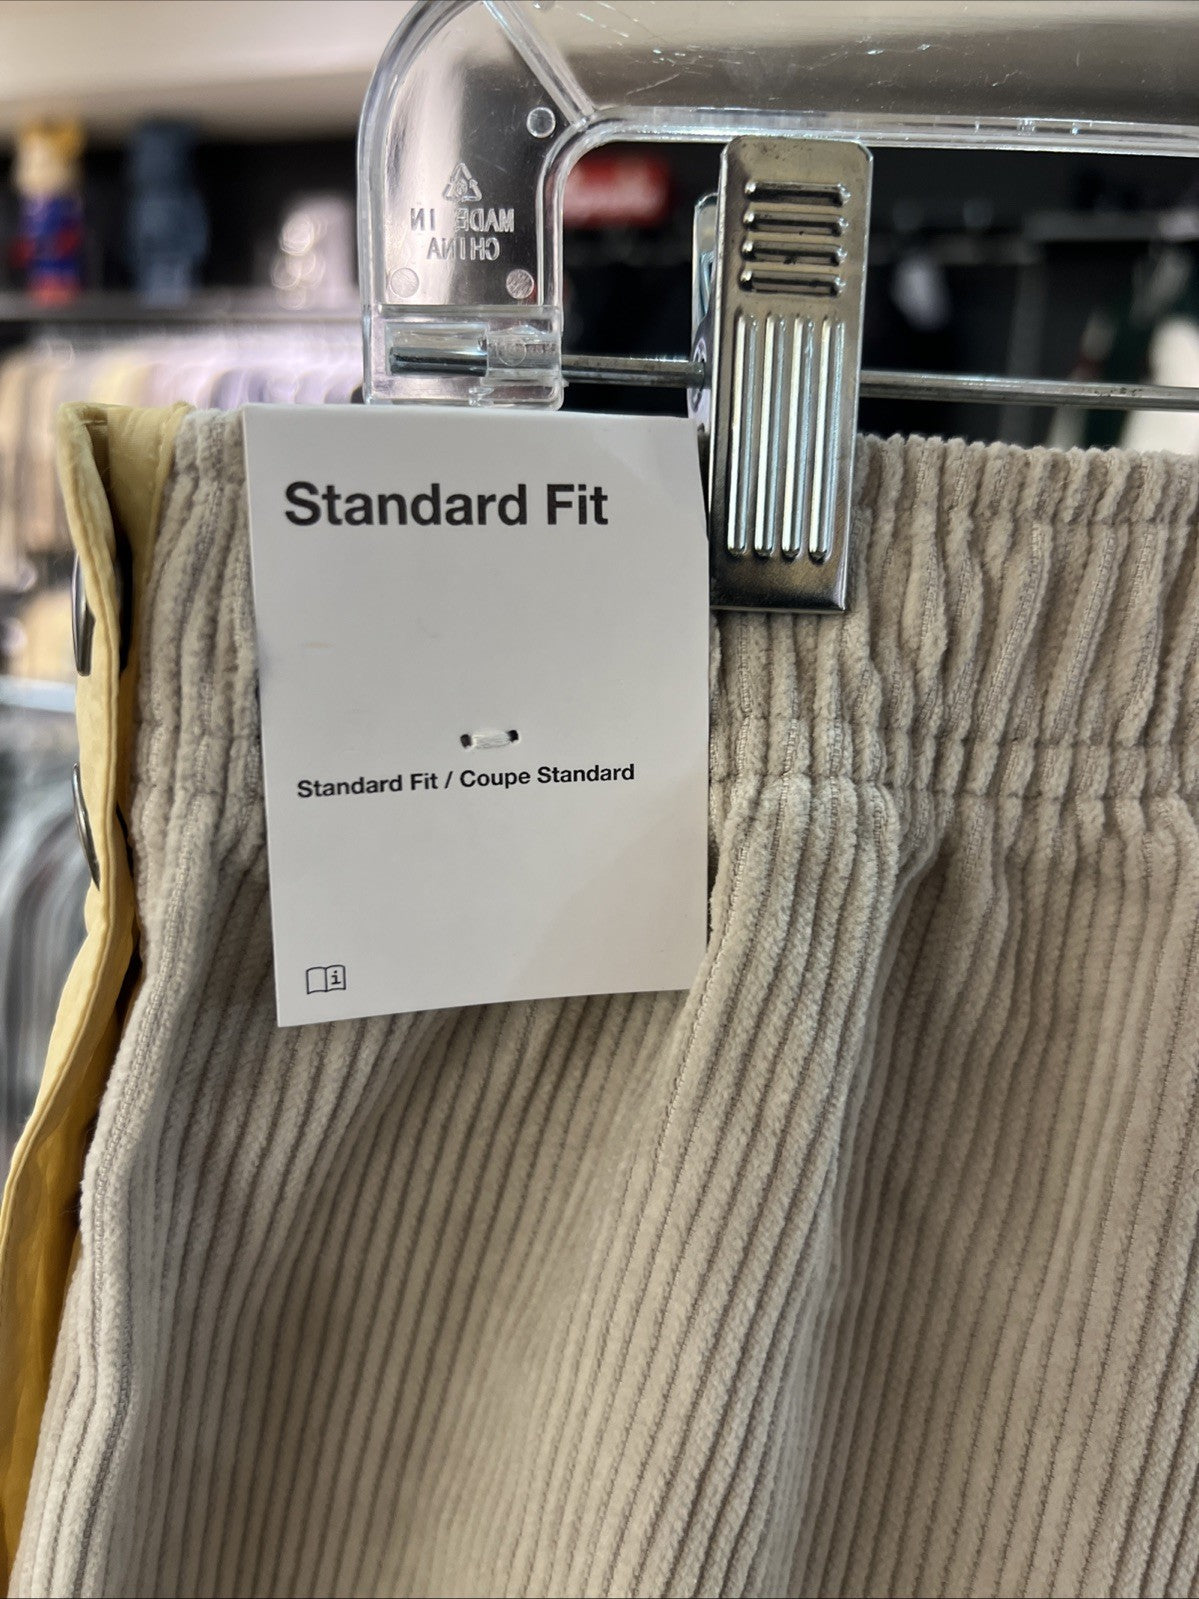 MADE IN
CHINA
Standard Fit
Standard Fit / Coupe Standard
i